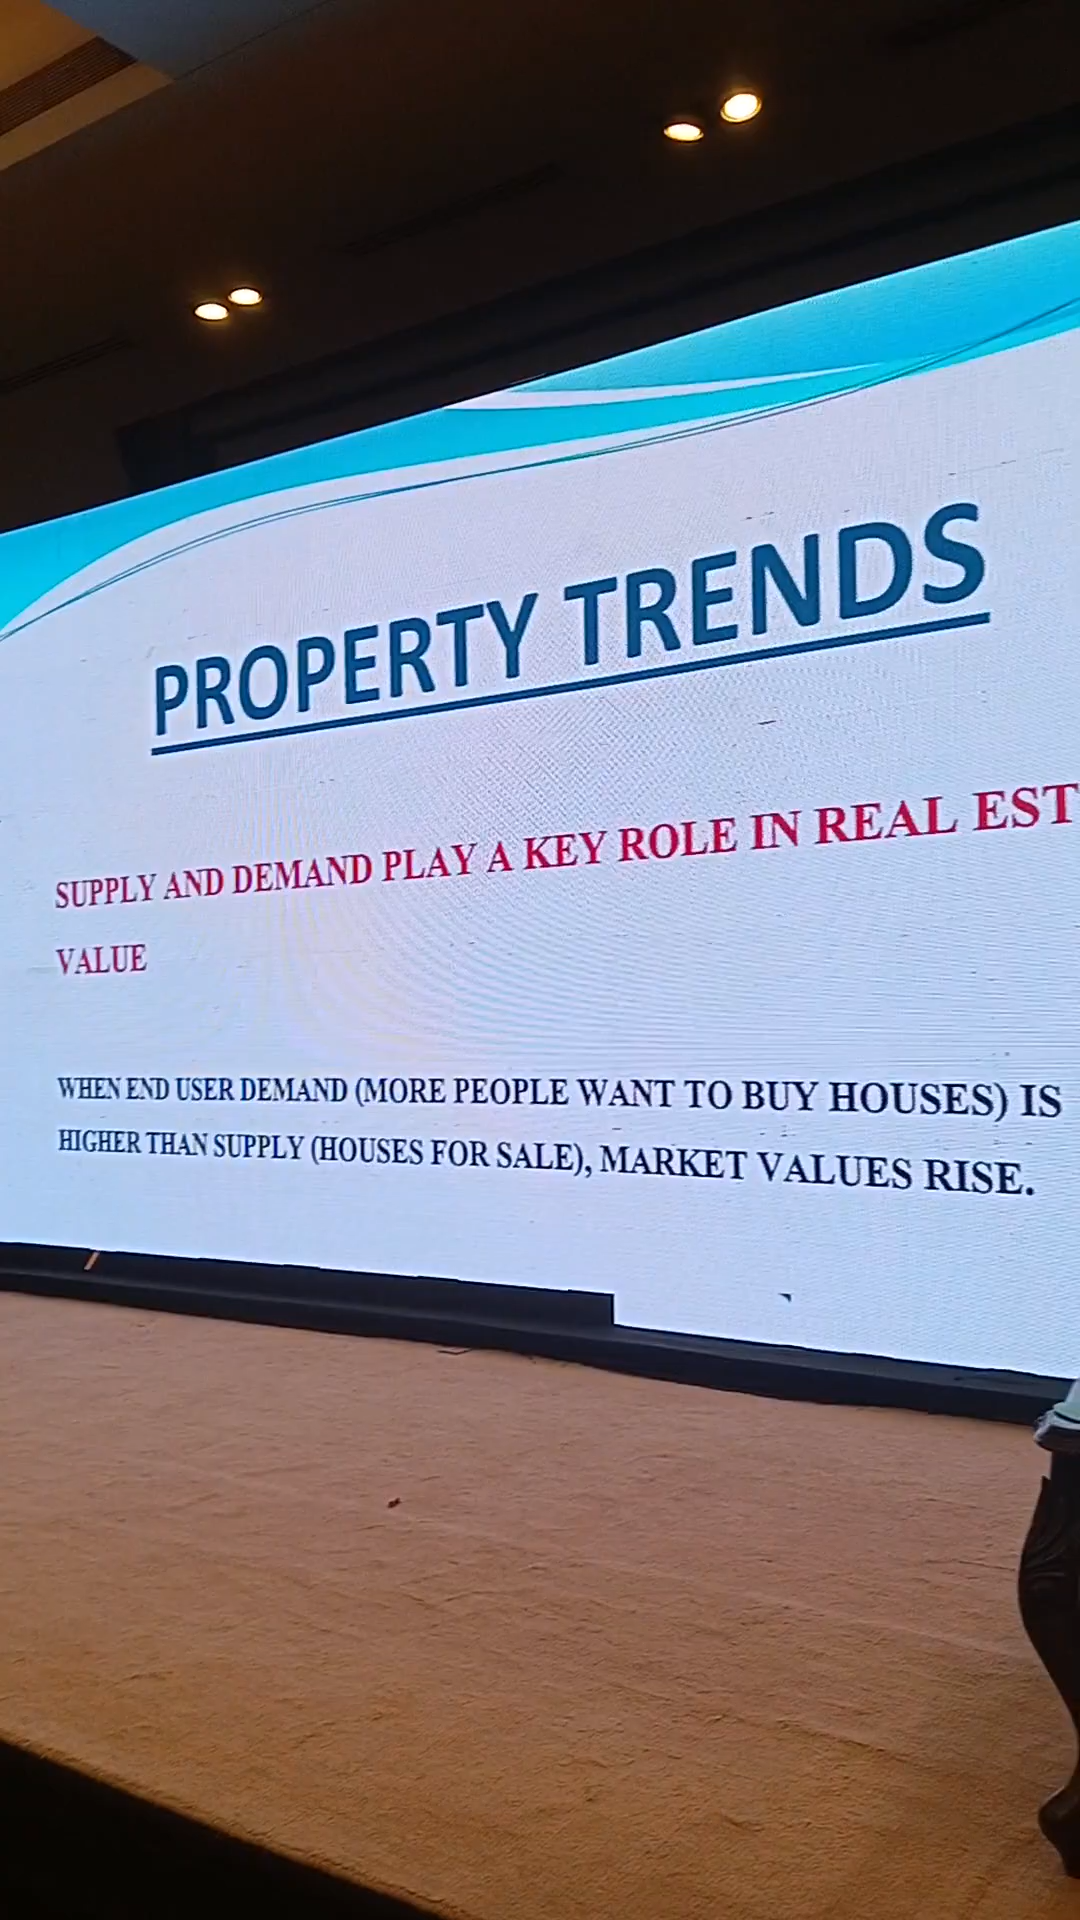 PROPERTY TRENDS
SUPPLY AND DEMAND PLAY A KEY ROLE IN REAL EST
VALUE
WHEN END USER DEMAND (MORE PEOPLE WANT TO BUY HOUSES) IS
HIGHER THAN SUPPLY (HOUSES FOR SALE), MARKET VALUES RISE.